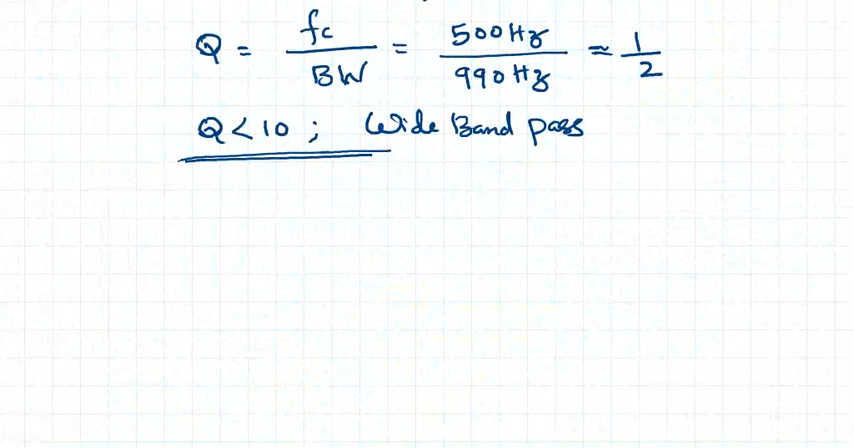 Q = fc / BW = 500Hz / 990Hz ≈ 1/2
Q < 10 ; Wide Band pass